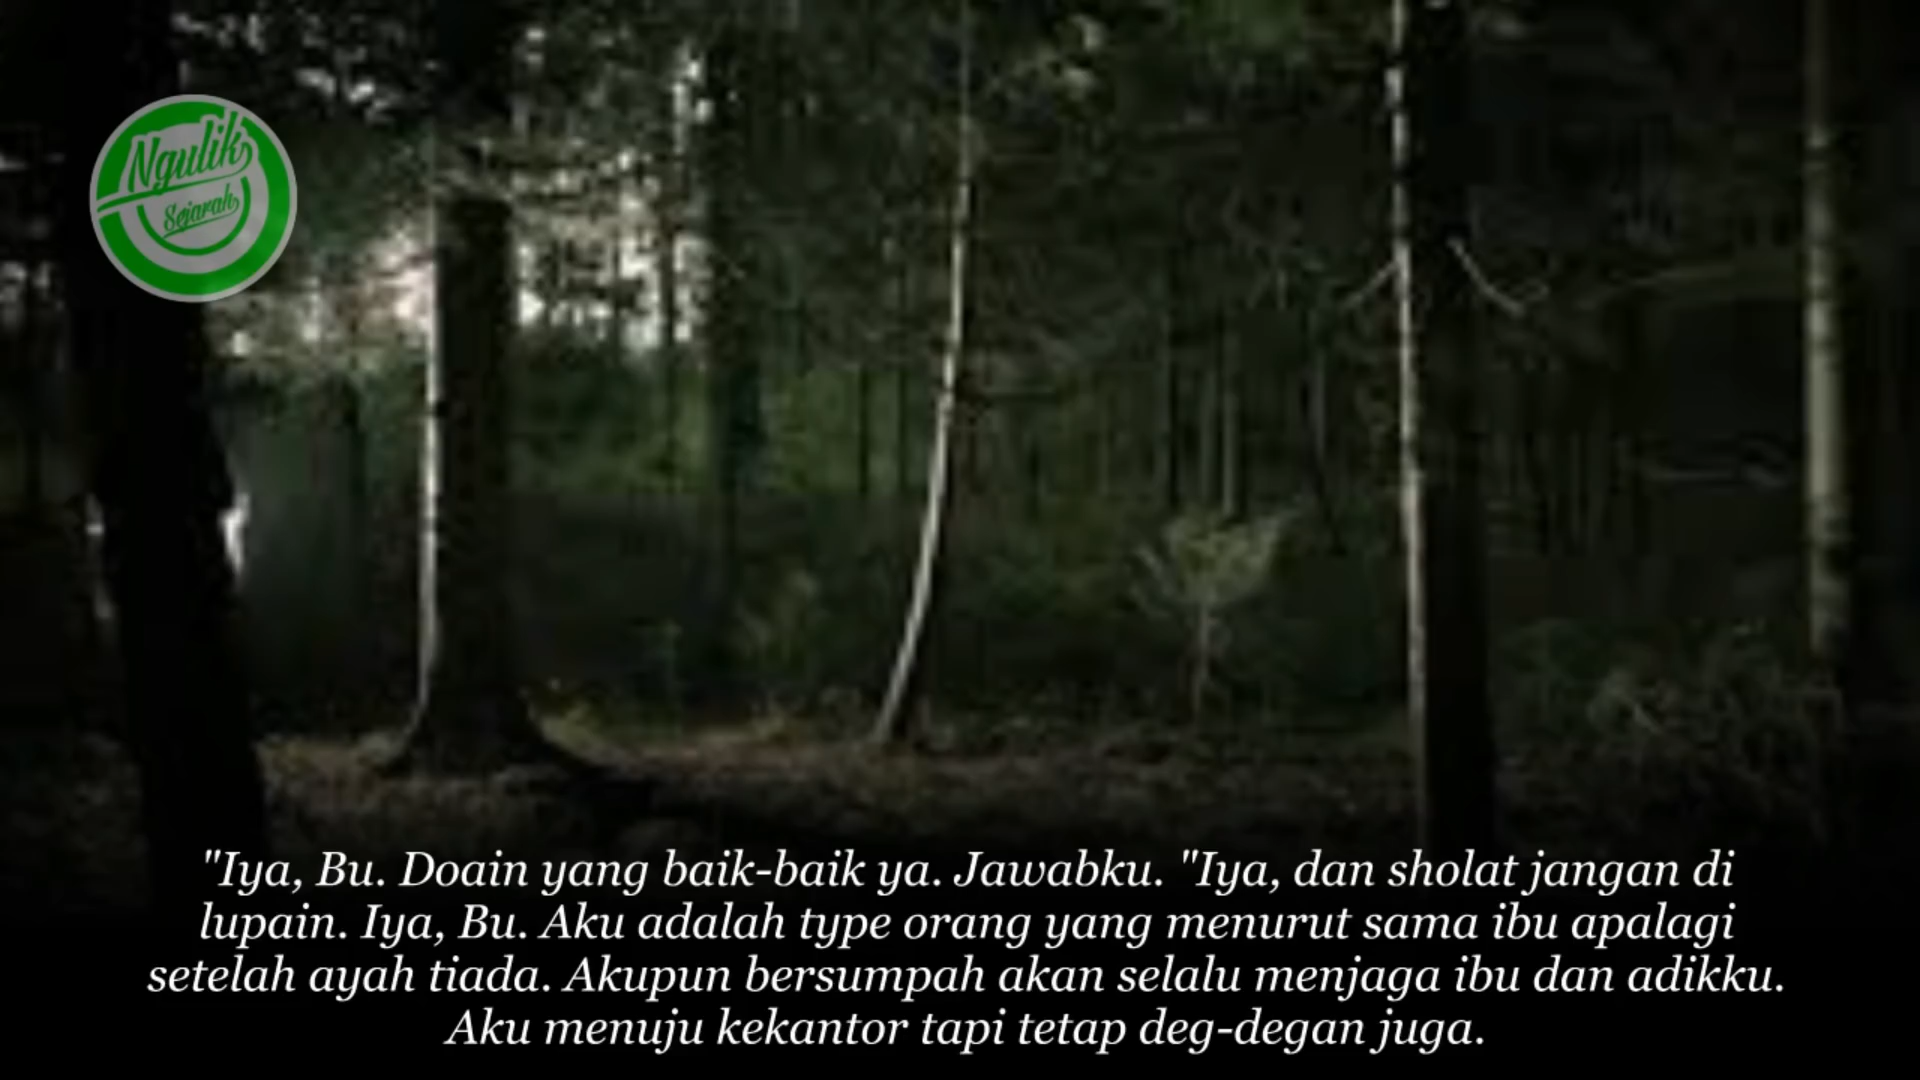 Ngulik
Sejarah
"Iya, Bu. Doain yang baik-baik ya. Jawabku. "Iya, dan sholat jangan di
lupain. Iya, Bu. Aku adalah type orang yang menurut sama ibu apalagi
setelah ayah tiada. Akupun bersumpah akan selalu menjaga ibu dan adikku.
Aku menuju kekantor tapi tetap deg-degan juga.